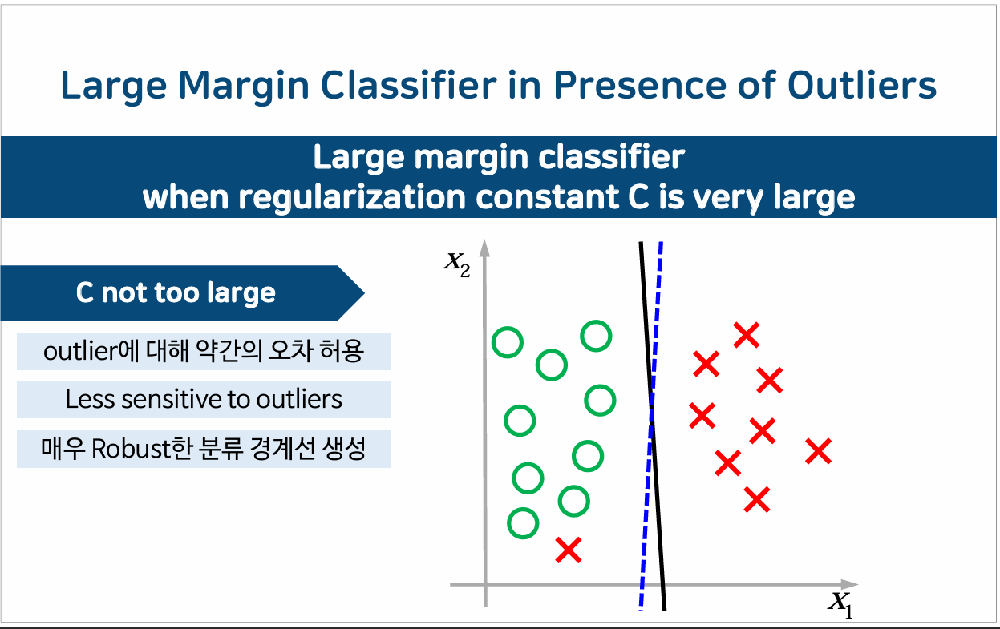 Large Margin Classifier in Presence of Outliers
Large margin classifier
when regularization constant C is very large
C not too large
outlier에 대해 약간의 오차 허용
Less sensitive to outliers
매우 Robust한 분류 경계선 생성
x₂
x₁